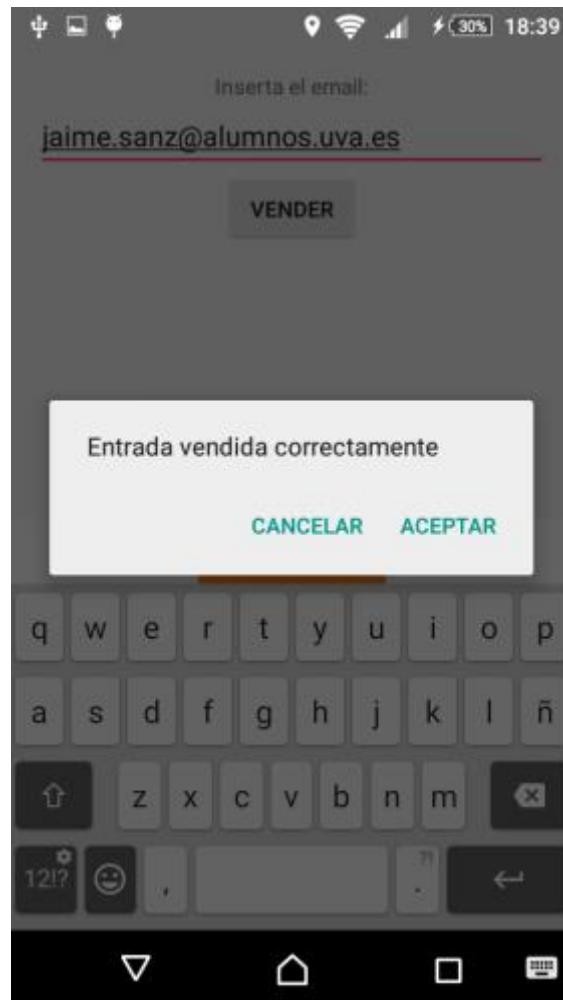 30% 18:39
Inserta el email:
jaime.sanz@alumnos.uva.es
VENDER
Entrada vendida correctamente
CANCELAR ACEPTAR
q w e r t y u i o p
a s d f g h j k l ñ
z x c v b n m
12!? , . ?!